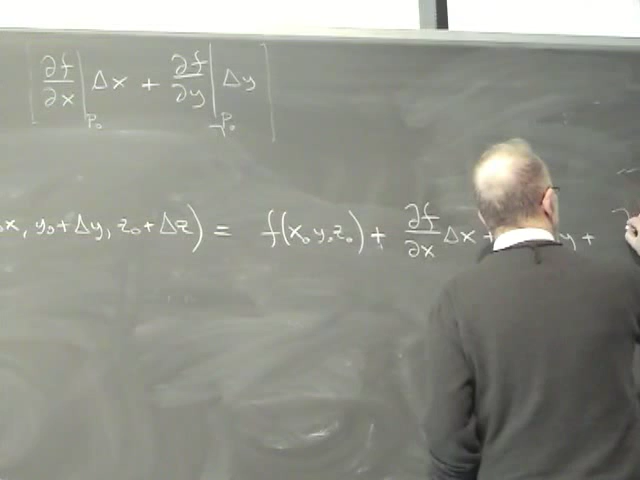 [∂f/∂x|P₀ Δx + ∂f/∂y|P₀ Δy]
x, y₀+Δy, z₀+Δz) = f(x₀,y₀,z₀) + ∂f/∂x Δx + y +